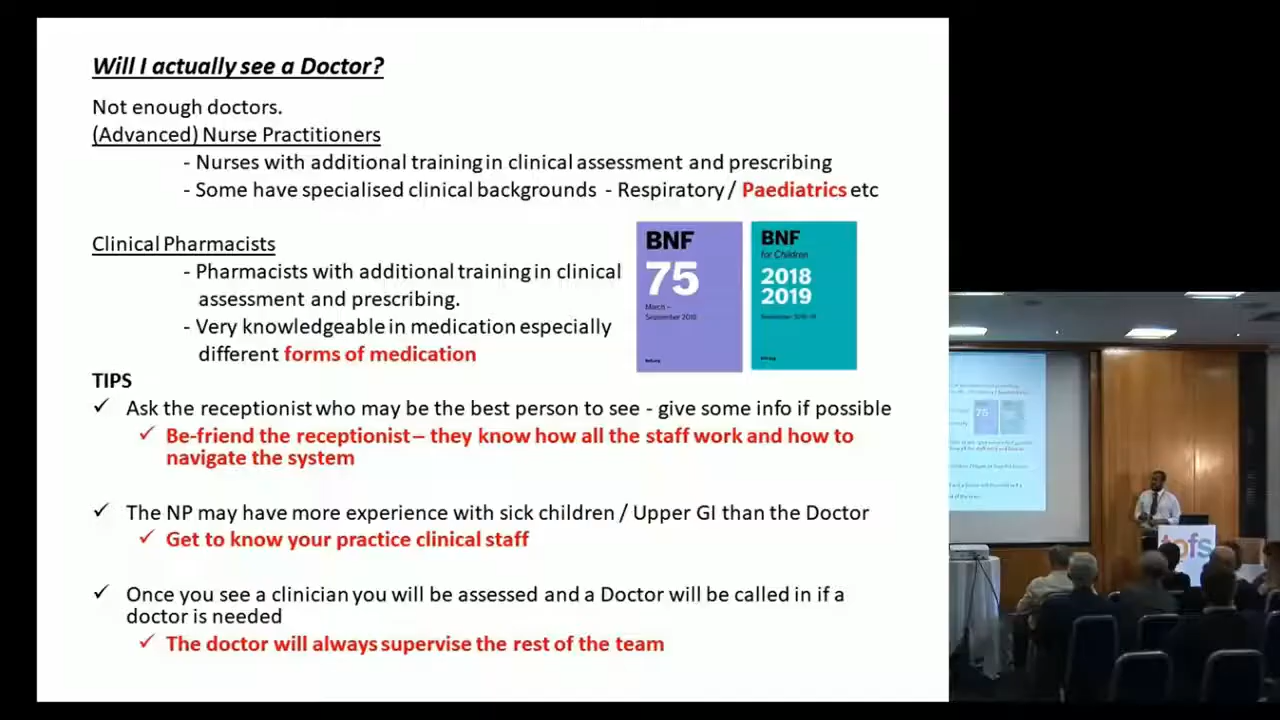 Will I actually see a Doctor?
Not enough doctors.
(Advanced) Nurse Practitioners
- Nurses with additional training in clinical assessment and prescribing
- Some have specialised clinical backgrounds - Respiratory / Paediatrics etc
Clinical Pharmacists
- Pharmacists with additional training in clinical
assessment and prescribing.
- Very knowledgeable in medication especially
different forms of medication
BNF
75
March –
September 2018
BNF
for Children
2018
2019
TIPS
✓ Ask the receptionist who may be the best person to see - give some info if possible
✓ Be-friend the receptionist – they know how all the staff work and how to
navigate the system
✓ The NP may have more experience with sick children / Upper GI than the Doctor
✓ Get to know your practice clinical staff
✓ Once you see a clinician you will be assessed and a Doctor will be called in if a
doctor is needed
✓ The doctor will always supervise the rest of the team
75
tofs